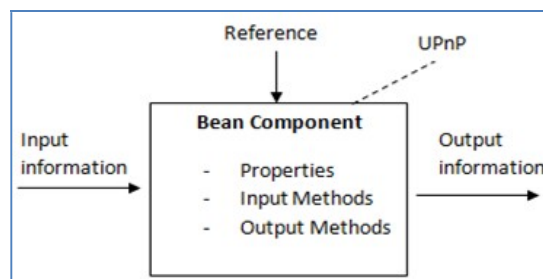 Reference
UPnP
Bean Component
Input
information
- Properties
- Input Methods
- Output Methods
Output
information